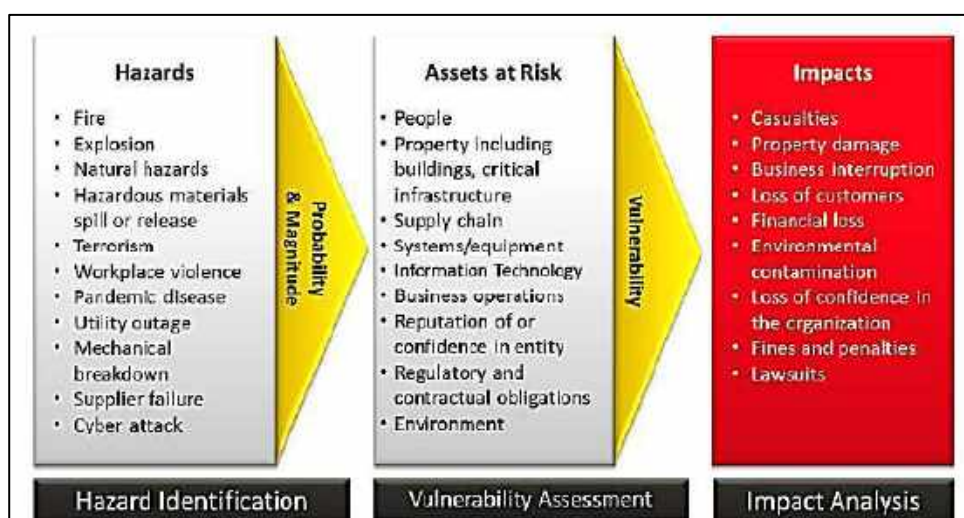 Hazards
• Fire
• Explosion
• Natural hazards
• Hazardous materials
spill or release
• Terrorism
• Workplace violence
• Pandemic disease
• Utility outage
• Mechanical
breakdown
• Supplier failure
• Cyber attack
Probability
& Magnitude
Assets at Risk
• People
• Property including
buildings, critical
infrastructure
• Supply chain
• Systems/equipment
• Information Technology
• Business operations
• Reputation of or
confidence in entity
• Regulatory and
contractual obligations
• Environment
Vulnerability
Impacts
• Casualties
• Property damage
• Business interruption
• Loss of customers
• Financial loss
• Environmental
contamination
• Loss of confidence in
the organization
• Fines and penalties
• Lawsuits
Hazard Identification
Vulnerability Assessment
Impact Analysis